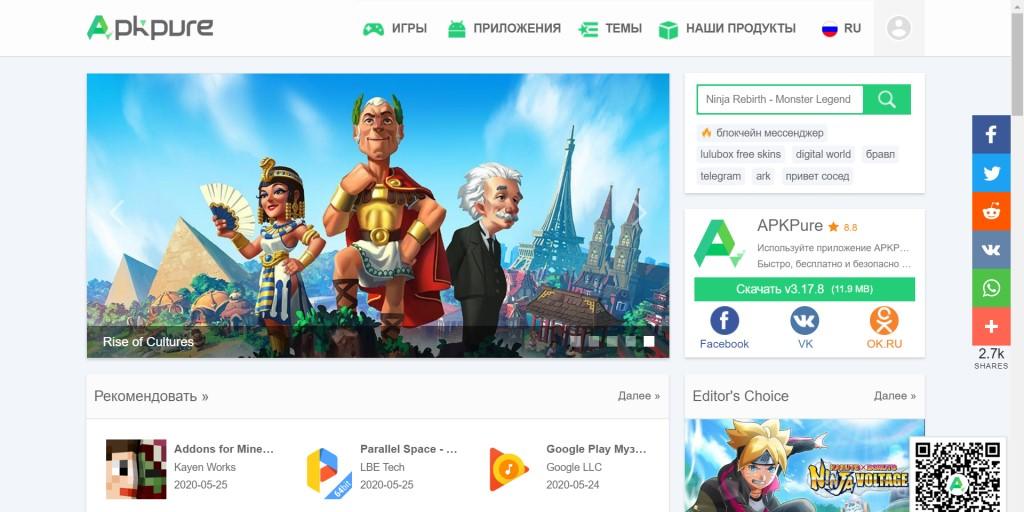 Apkpure
ИГРЫ
ПРИЛОЖЕНИЯ
ТЕМЫ
НАШИ ПРОДУКТЫ
RU
Rise of Cultures
Ninja Rebirth - Monster Legend
блокчейн мессенджер
lulubox free skins
digital world
бравл
telegram
ark
привет сосед
APKPure
8.8
Используйте приложение APKP...
Быстро, бесплатно и безопасно ...
Скачать v3.17.8 (11.9 MB)
Facebook
VK
OK.RU
2.7k
SHARES
Рекомендовать »
Далее »
Addons for Mine...
Kayen Works
2020-05-25
64bit
Parallel Space - ...
LBE Tech
2020-05-25
Google Play Муз...
Google LLC
2020-05-24
Editor's Choice
Далее »
NARUTO × BORUTO
NINJA VOLTAGE